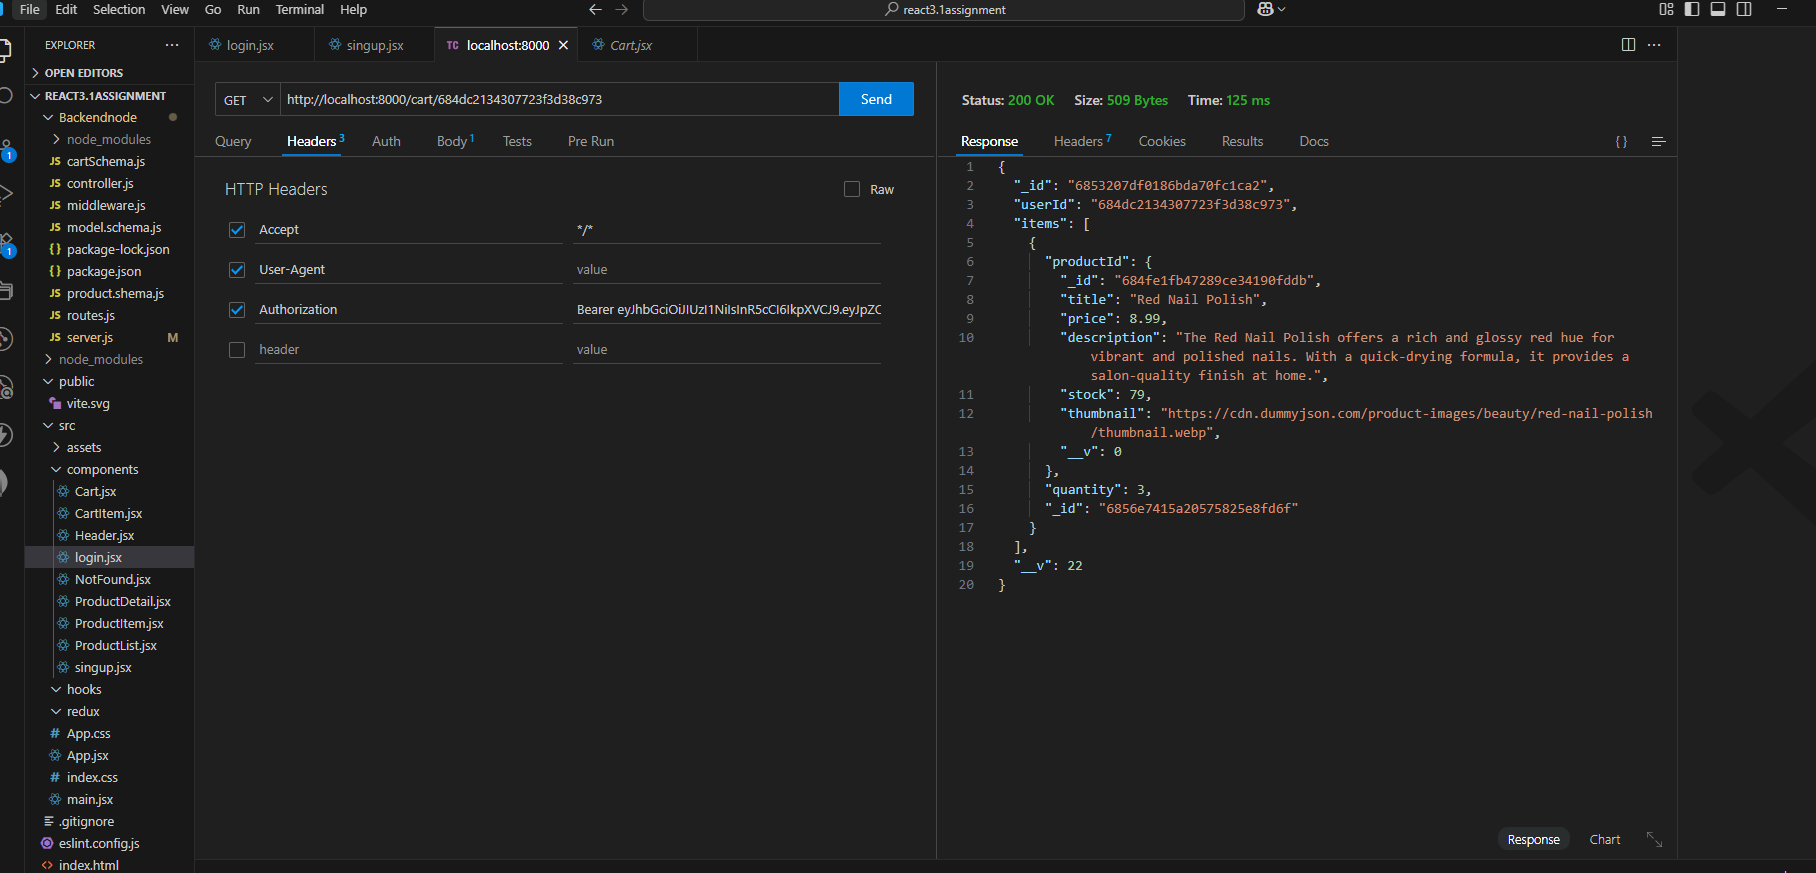 File Edit Selection View Go Run Terminal Help
react3.1assignment
EXPLORER
OPEN EDITORS
REACT3.1ASSIGNMENT
Backendnode
node_modules
JS cartSchema.js
JS controller.js
JS middleware.js
JS model.schema.js
{} package-lock.json
{} package.json
JS product.shema.js
JS routes.js
JS server.js M
node_modules
public
vite.svg
src
assets
components
Cart.jsx
CartItem.jsx
Header.jsx
login.jsx
NotFound.jsx
ProductDetail.jsx
ProductItem.jsx
ProductList.jsx
singup.jsx
hooks
redux
# App.css
App.jsx
# index.css
main.jsx
.gitignore
eslint.config.js
<> index.html
1
1
login.jsx singup.jsx TC localhost:8000 Cart.jsx
GET http://localhost:8000/cart/684dc2134307723f3d38c973 Send
Query Headers 3 Auth Body 1 Tests Pre Run
HTTP Headers Raw
Accept */*
User-Agent value
Authorization Bearer eyJhbGciOiJIUzI1NiIsInR5cCI6IkpXVCJ9.eyJpZC
header value
Status: 200 OK Size: 509 Bytes Time: 125 ms
Response Headers 7 Cookies Results Docs {}
1 {
2 "_id": "6853207df0186bda70fc1ca2",
3 "userId": "684dc2134307723f3d38c973",
4 "items": [
5 {
6 "productId": {
7 "_id": "684fe1fb47289ce34190fddb",
8 "title": "Red Nail Polish",
9 "price": 8.99,
10 "description": "The Red Nail Polish offers a rich and glossy red hue for
vibrant and polished nails. With a quick-drying formula, it provides a
salon-quality finish at home.",
11 "stock": 79,
12 "thumbnail": "https://cdn.dummyjson.com/product-images/beauty/red-nail-polish
/thumbnail.webp",
13 "__v": 0
14 },
15 "quantity": 3,
16 "_id": "6856e7415a20575825e8fd6f"
17 }
18 ],
19 "__v": 22
20 }
Response Chart